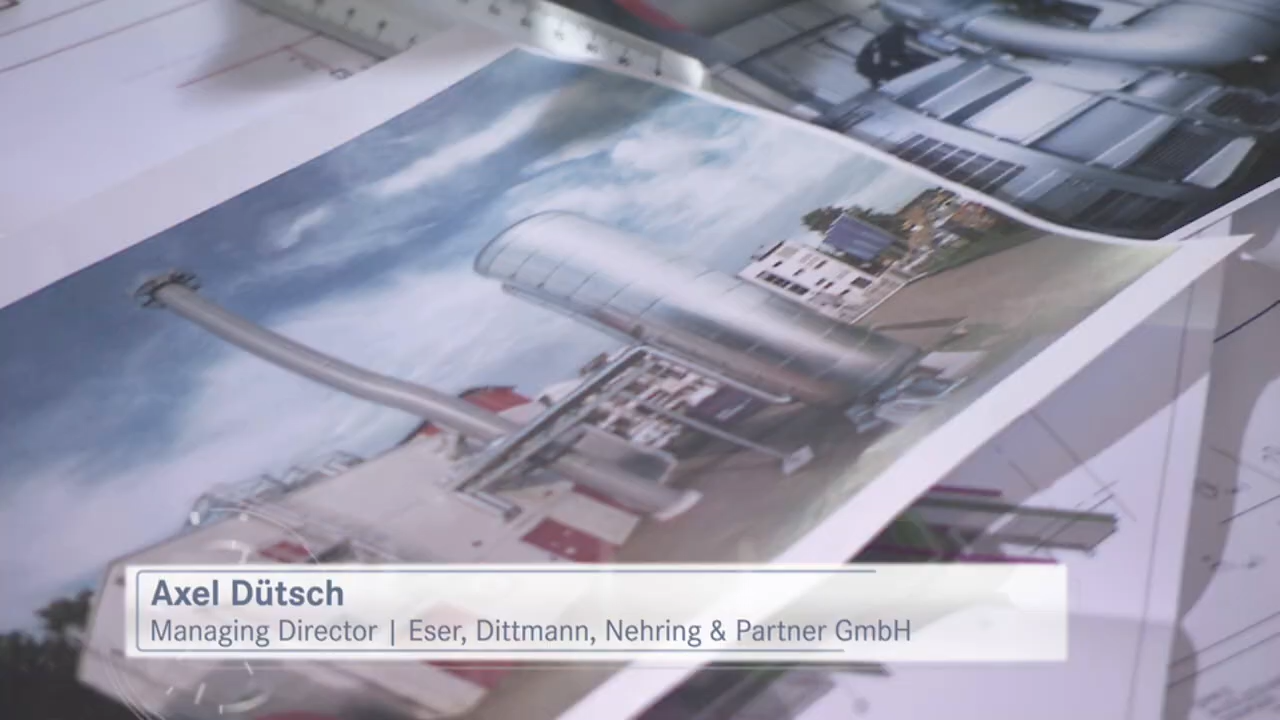 Axel Dütsch
Managing Director | Eser, Dittmann, Nehring & Partner GmbH